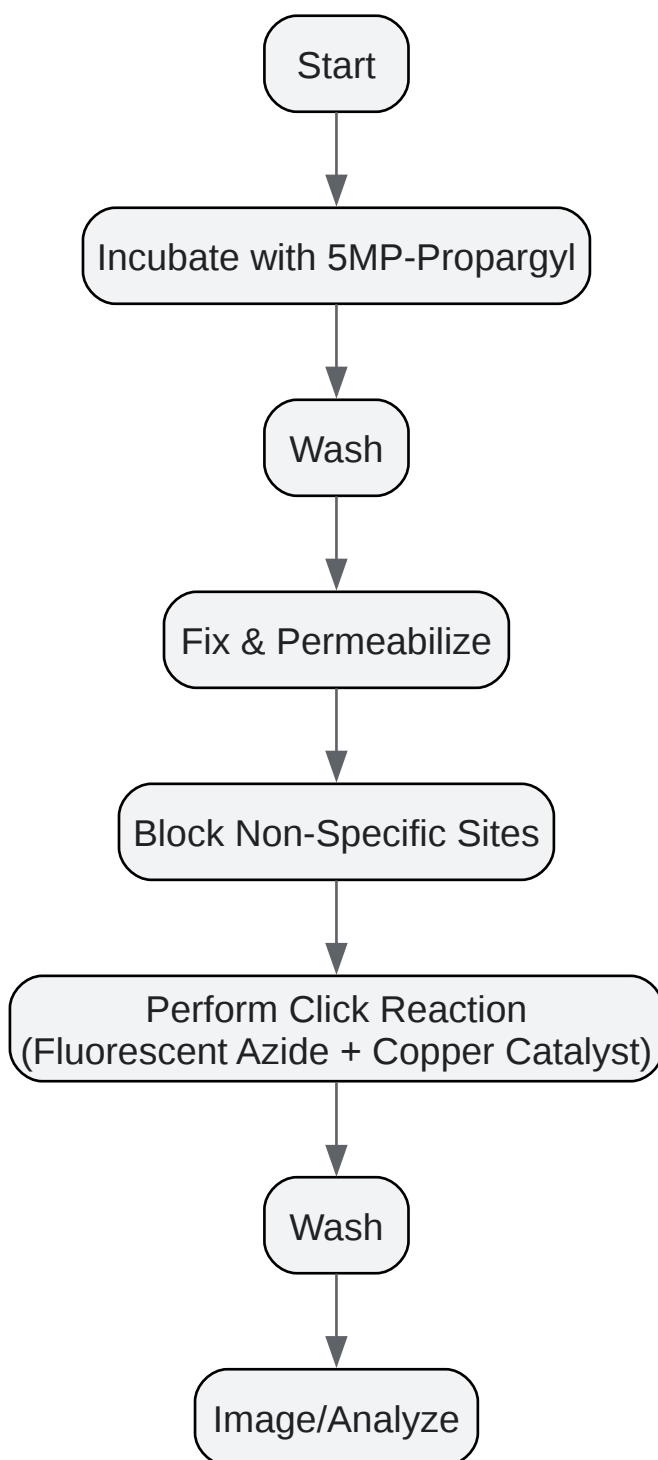 Start
Incubate with 5MP-Propargyl
Wash
Fix & Permeabilize
Block Non-Specific Sites
Perform Click Reaction
(Fluorescent Azide + Copper Catalyst)
Wash
Image/Analyze